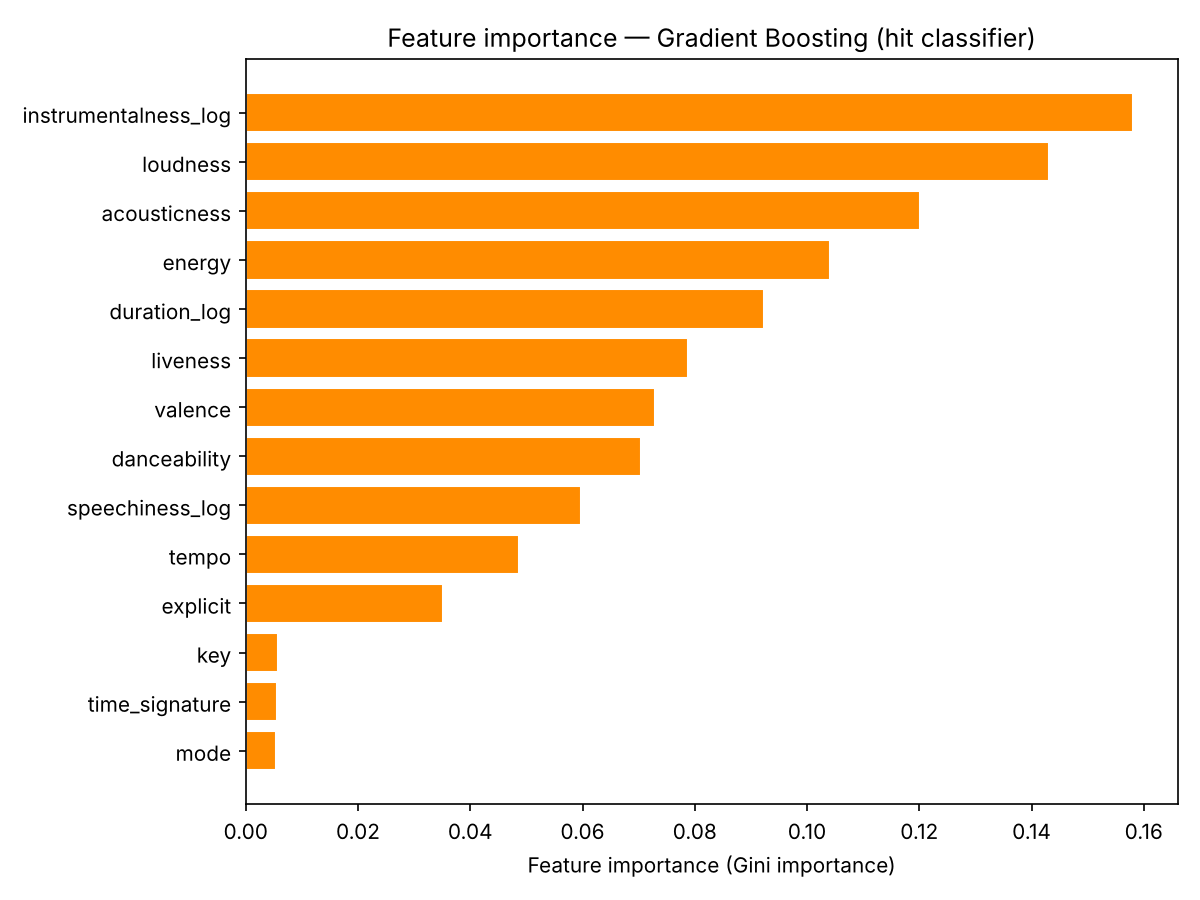 Feature importance — Gradient Boosting (hit classifier)
instrumentalness_log
loudness
acousticness
energy
duration_log
liveness
valence
danceability
speechiness_log
tempo
explicit
key
time_signature
mode
0.00 0.02 0.04 0.06 0.08 0.10 0.12 0.14 0.16
Feature importance (Gini importance)